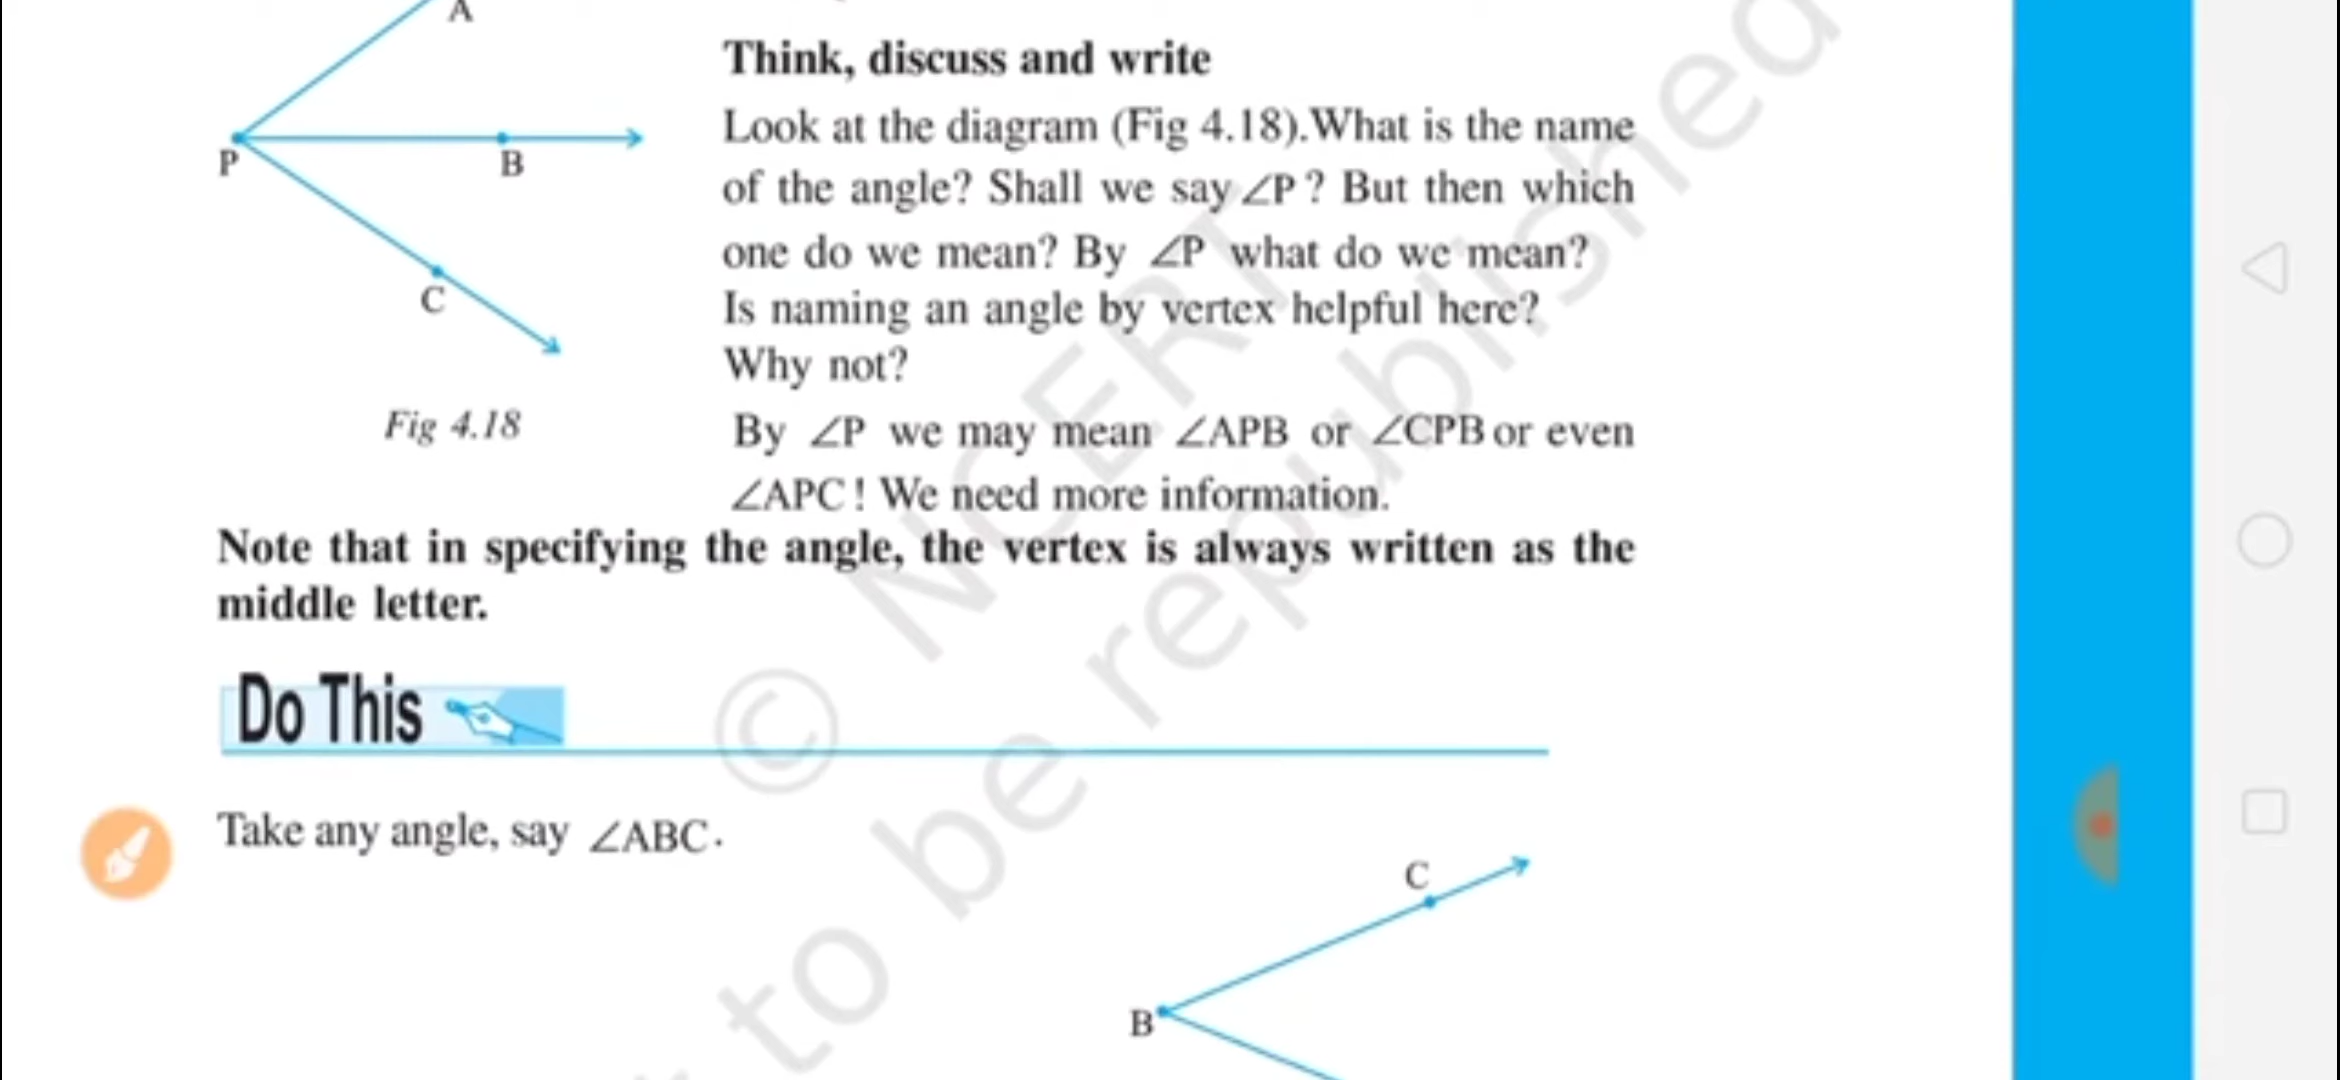 A
P
B
C
Fig 4.18
Think, discuss and write
Look at the diagram (Fig 4.18).What is the name
of the angle? Shall we say ∠P ? But then which
one do we mean? By ∠P what do we mean?
Is naming an angle by vertex helpful here?
Why not?
By ∠P we may mean ∠APB or ∠CPB or even
∠APC! We need more information.
Note that in specifying the angle, the vertex is always written as the
middle letter.
Do This
Take any angle, say ∠ABC.
C
B
© NCERT
to be republished